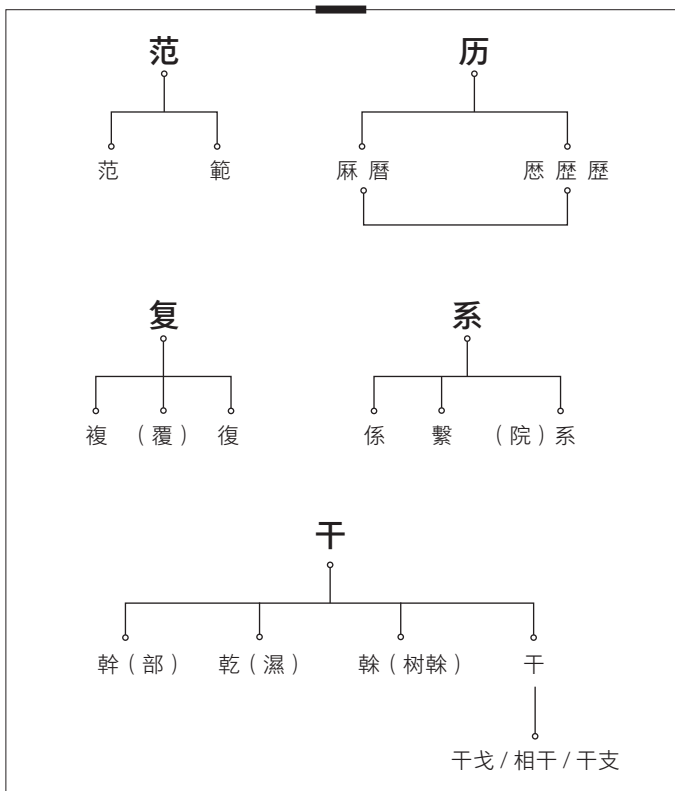 范 历
范 範 厤 曆 悹 歴 歷
复 系
複 （覆） 復 係 繫 （院）系
干
幹（部） 乾（濕） 榦（树榦） 干
干戈 / 相干 / 干支